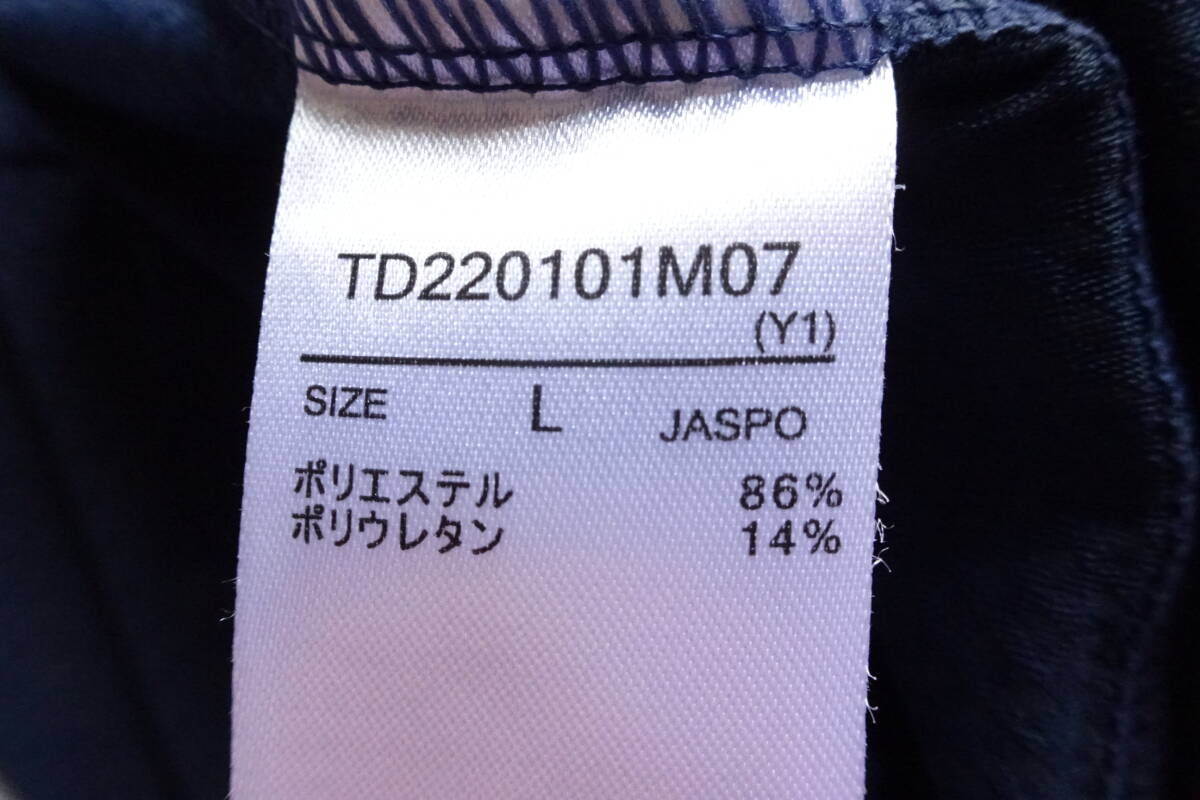 TD220101M07
(Y1)
SIZE L JASPO
ポリエステル 86%
ポリウレタン 14%